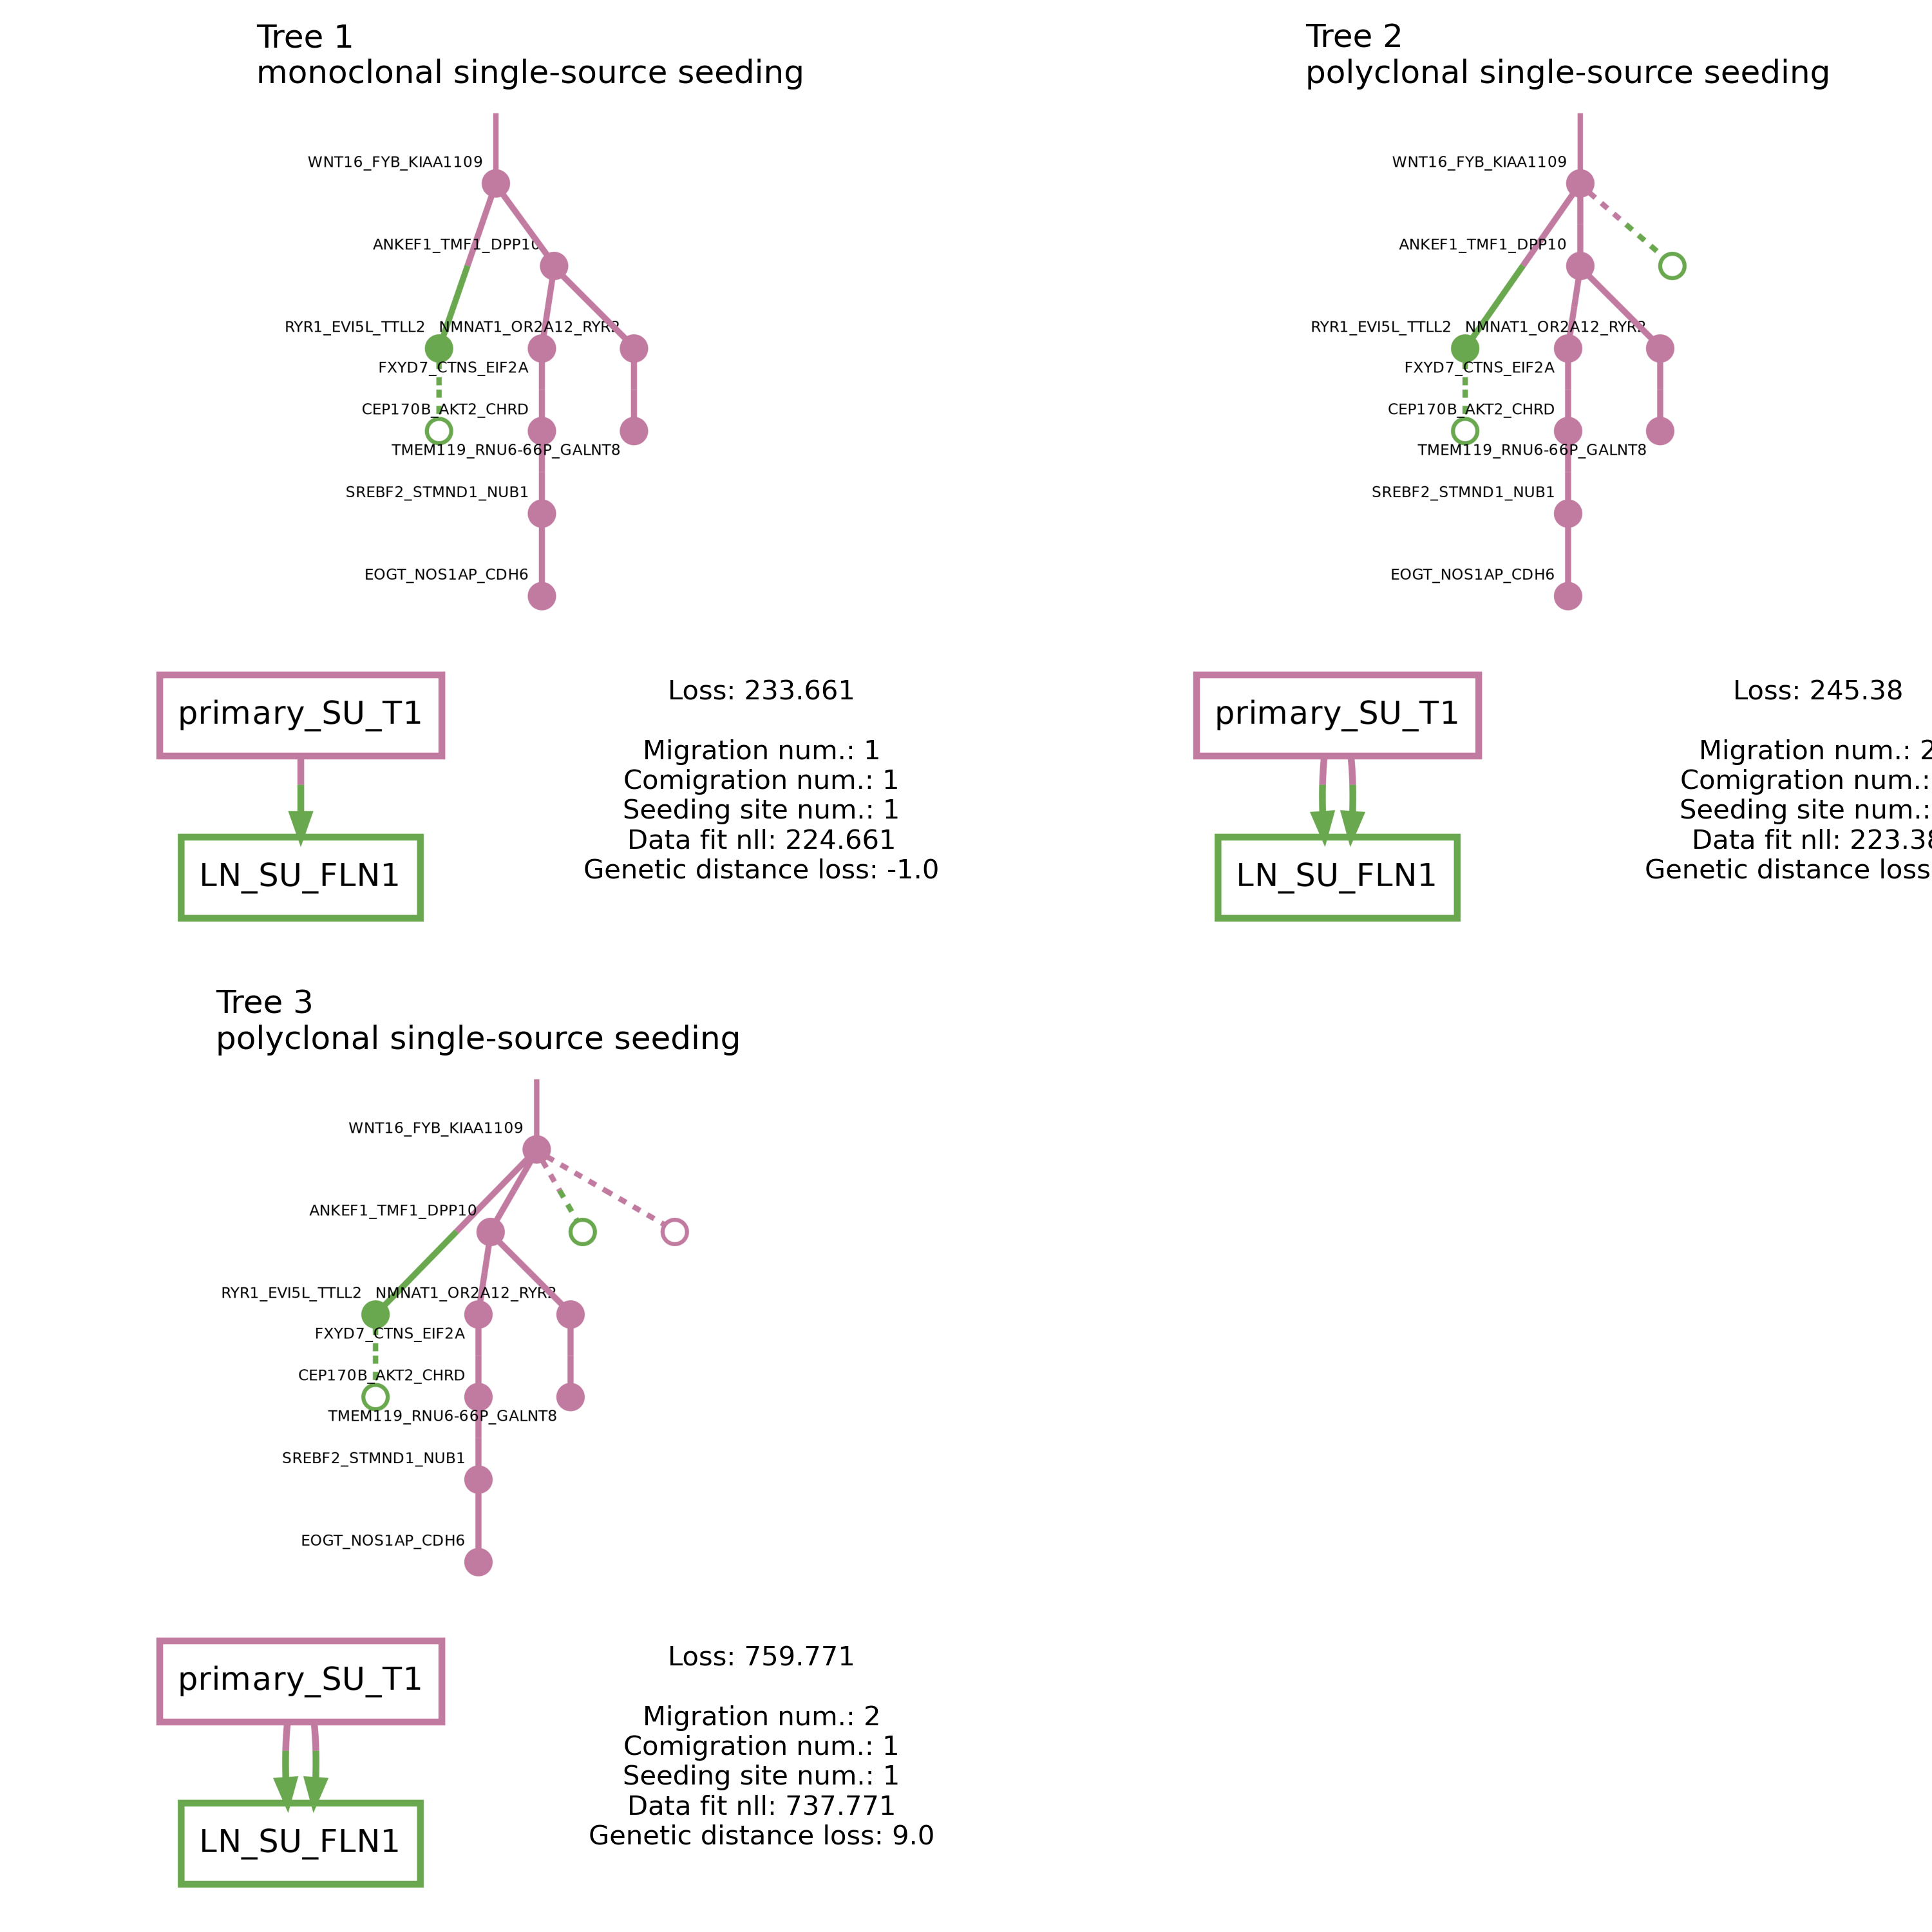 Tree 1
monoclonal single-source seeding
WNT16_FYB_KIAA1109
ANKEF1_TMF1_DPP10
RYR1_EVI5L_TTLL2 NMNAT1_OR2A12_RYR2
FXYD7_CTNS_EIF2A
CEP170B_AKT2_CHRD
TMEM119_RNU6-66P_GALNT8
SREBF2_STMND1_NUB1
EOGT_NOS1AP_CDH6
primary_SU_T1
LN_SU_FLN1
Loss: 233.661
Migration num.: 1
Comigration num.: 1
Seeding site num.: 1
Data fit nll: 224.661
Genetic distance loss: -1.0
Tree 2
polyclonal single-source seeding
WNT16_FYB_KIAA1109
ANKEF1_TMF1_DPP10
RYR1_EVI5L_TTLL2 NMNAT1_OR2A12_RYR2
FXYD7_CTNS_EIF2A
CEP170B_AKT2_CHRD
TMEM119_RNU6-66P_GALNT8
SREBF2_STMND1_NUB1
EOGT_NOS1AP_CDH6
primary_SU_T1
LN_SU_FLN1
Loss: 245.38
Migration num.: 2
Comigration num.:
Seeding site num.:
Data fit nll: 223.38
Genetic distance loss
Tree 3
polyclonal single-source seeding
WNT16_FYB_KIAA1109
ANKEF1_TMF1_DPP10
RYR1_EVI5L_TTLL2 NMNAT1_OR2A12_RYR2
FXYD7_CTNS_EIF2A
CEP170B_AKT2_CHRD
TMEM119_RNU6-66P_GALNT8
SREBF2_STMND1_NUB1
EOGT_NOS1AP_CDH6
primary_SU_T1
LN_SU_FLN1
Loss: 759.771
Migration num.: 2
Comigration num.: 1
Seeding site num.: 1
Data fit nll: 737.771
Genetic distance loss: 9.0